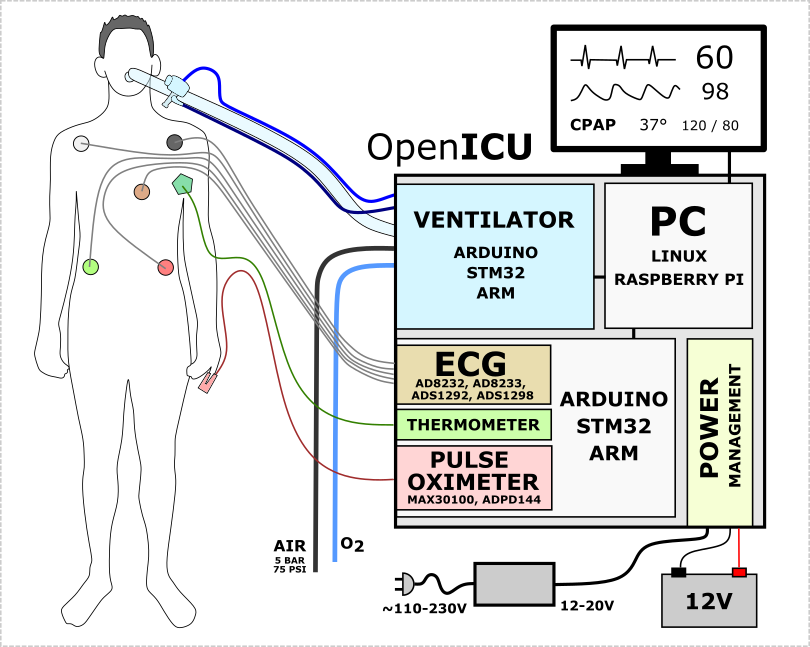 60
98
CPAP 37° 120 / 80
OpenICU
VENTILATOR
ARDUINO
STM32
ARM
PC
LINUX
RASPBERRY PI
ECG
AD8232, AD8233,
ADS1292, ADS1298
THERMOMETER
PULSE
OXIMETER
MAX30100, ADPD144
ARDUINO
STM32
ARM
POWER
MANAGEMENT
AIR
5 BAR
75 PSI
O2
~110-230V
12-20V
12V